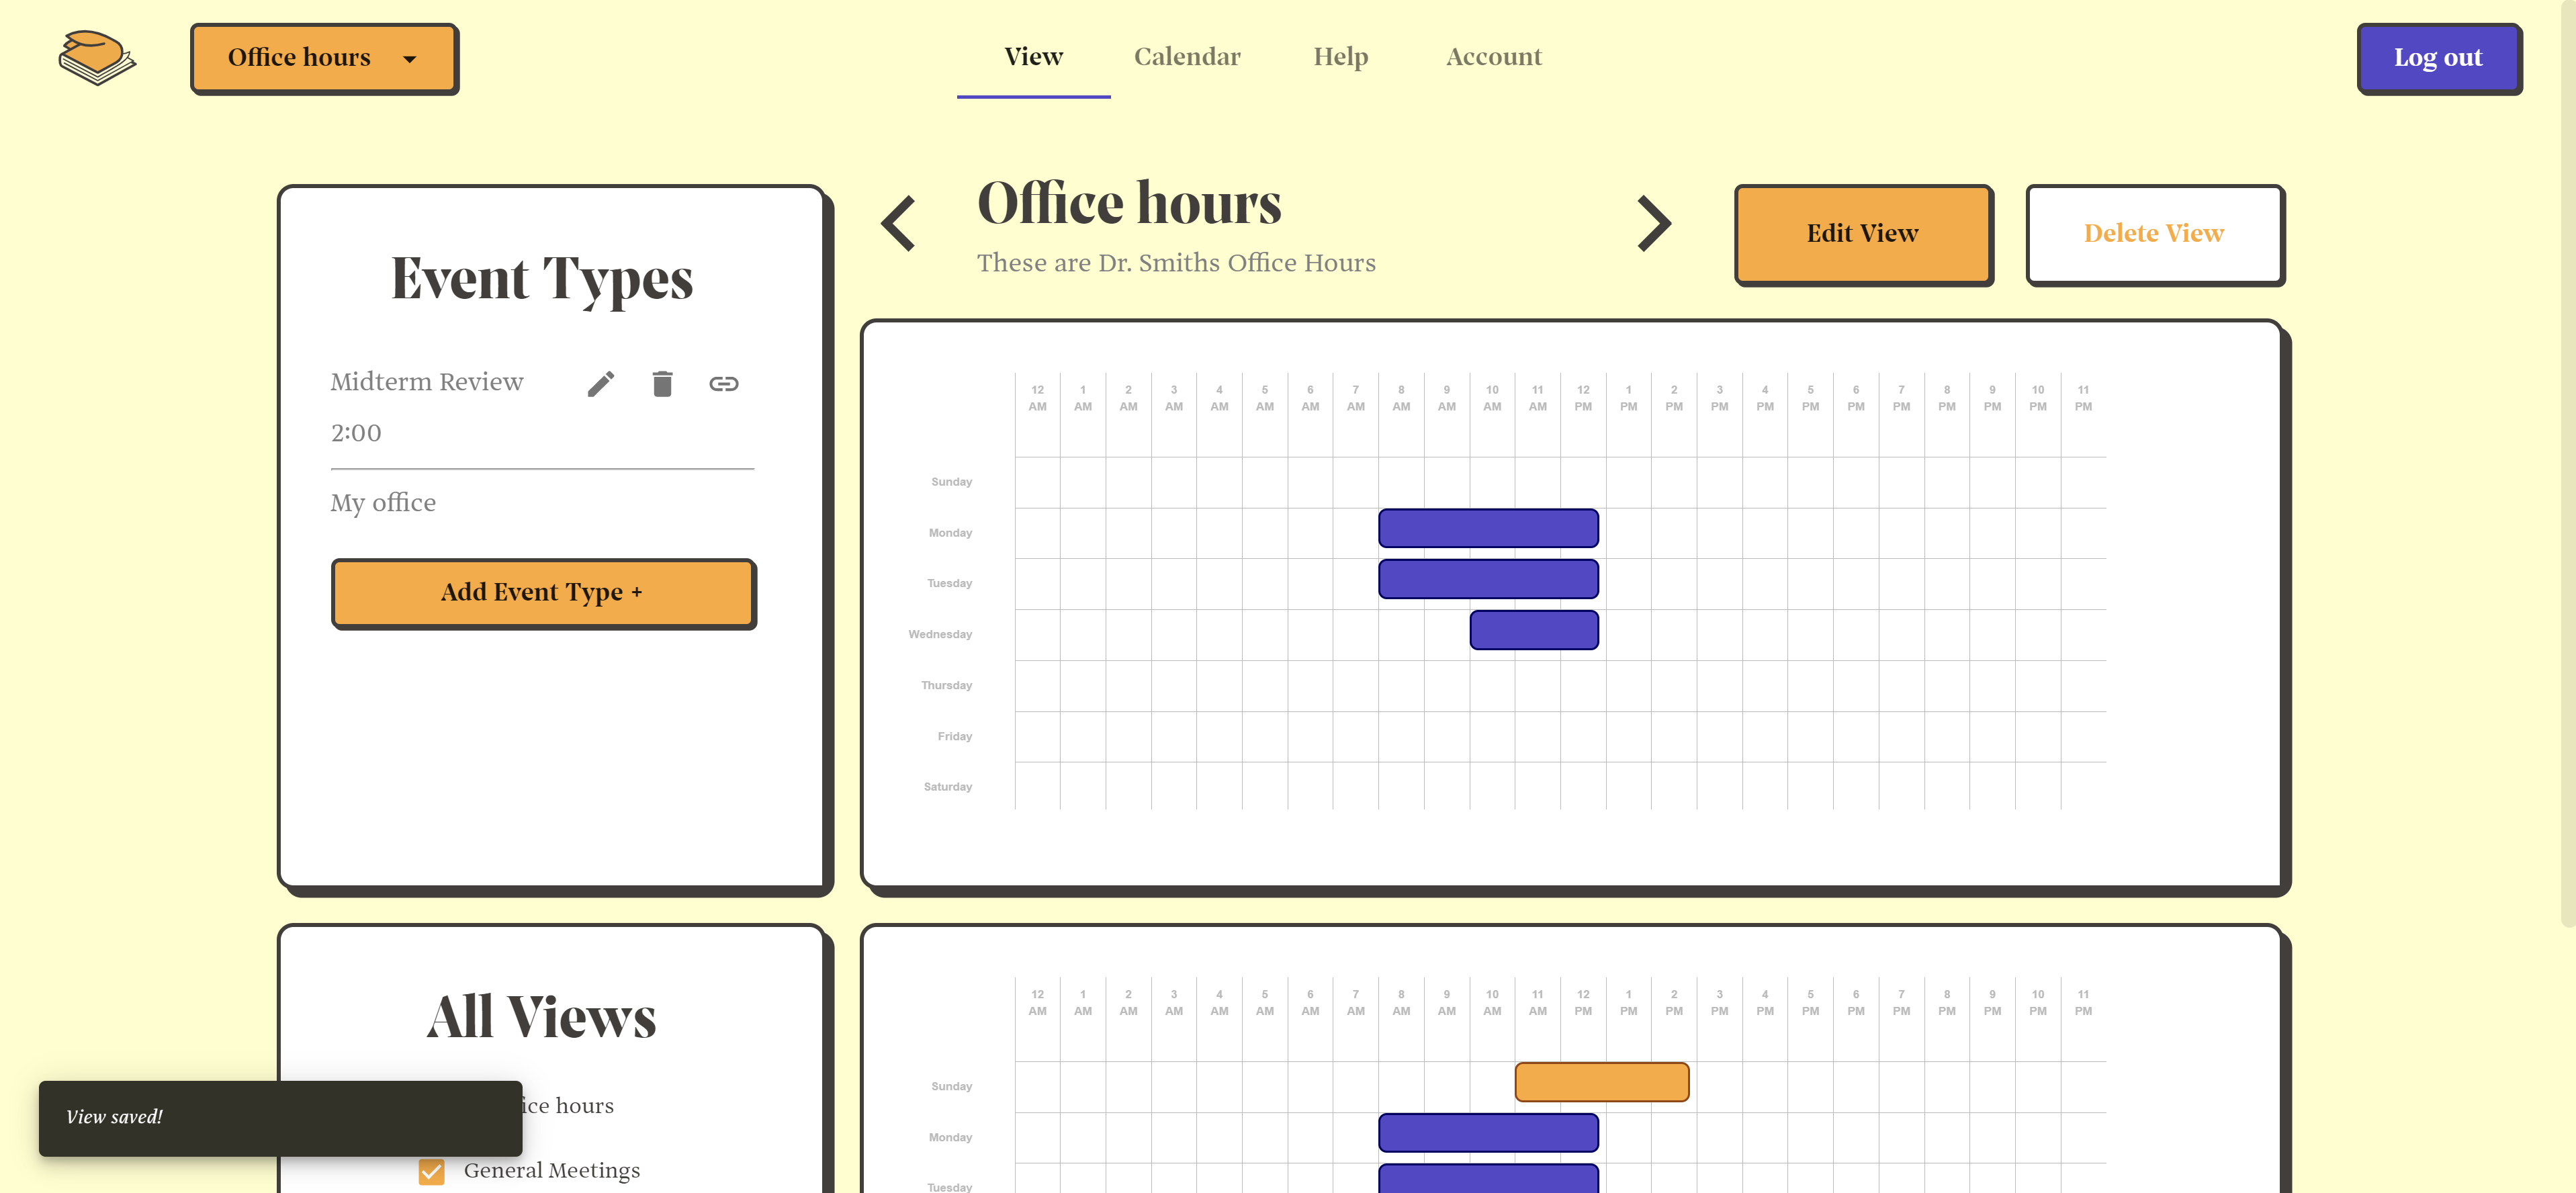 Office hours
View
Calendar
Help
Account
Log out
Event Types
Midterm Review
2:00
My office
Add Event Type +
Office hours
These are Dr. Smiths Office Hours
Edit View
Delete View
12 AM 1 AM 2 AM 3 AM 4 AM 5 AM 6 AM 7 AM 8 AM 9 AM 10 AM 11 AM 12 PM 1 PM 2 PM 3 PM 4 PM 5 PM 6 PM 7 PM 8 PM 9 PM 10 PM 11 PM
Sunday
Monday
Tuesday
Wednesday
Thursday
Friday
Saturday
All Views
ice hours
General Meetings
View saved!
12 AM 1 AM 2 AM 3 AM 4 AM 5 AM 6 AM 7 AM 8 AM 9 AM 10 AM 11 AM 12 PM 1 PM 2 PM 3 PM 4 PM 5 PM 6 PM 7 PM 8 PM 9 PM 10 PM 11 PM
Sunday
Monday
Tuesday